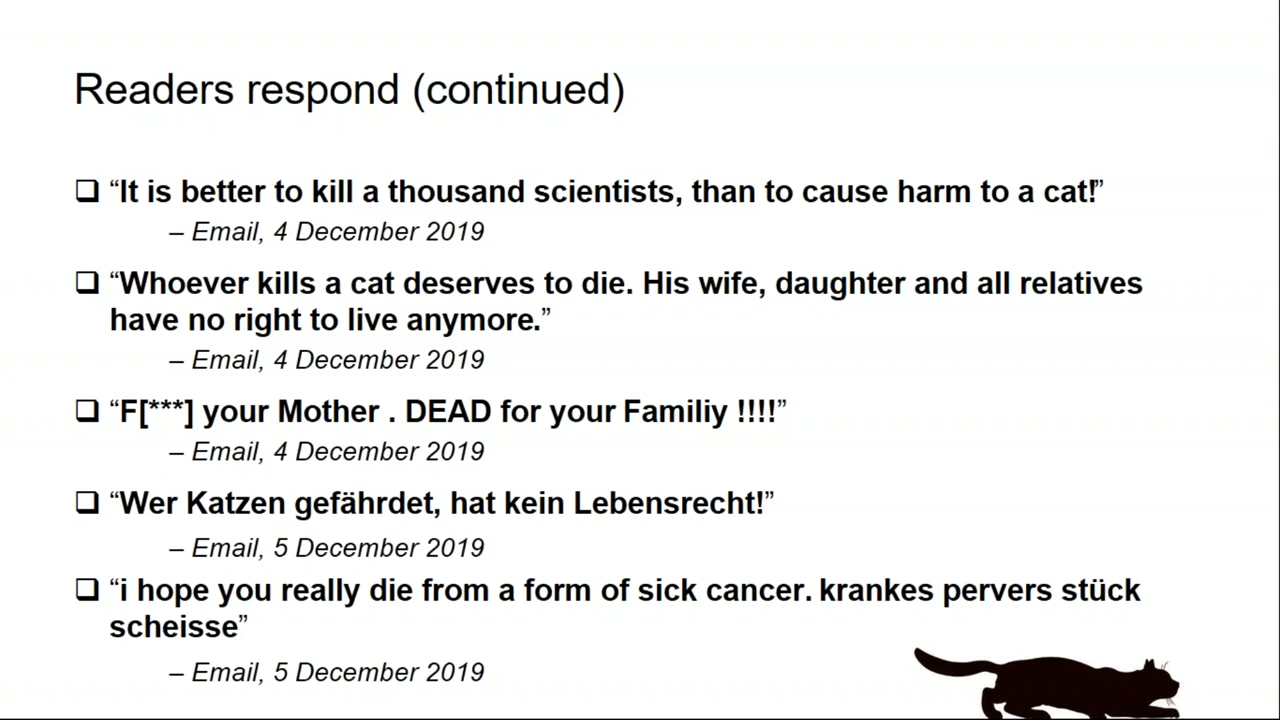 Readers respond (continued)
“It is better to kill a thousand scientists, than to cause harm to a cat!”
– Email, 4 December 2019
“Whoever kills a cat deserves to die. His wife, daughter and all relatives
have no right to live anymore.”
– Email, 4 December 2019
“F[***] your Mother . DEAD for your Familiy !!!!”
– Email, 4 December 2019
“Wer Katzen gefährdet, hat kein Lebensrecht!”
– Email, 5 December 2019
“i hope you really die from a form of sick cancer. krankes pervers stück
scheisse”
– Email, 5 December 2019